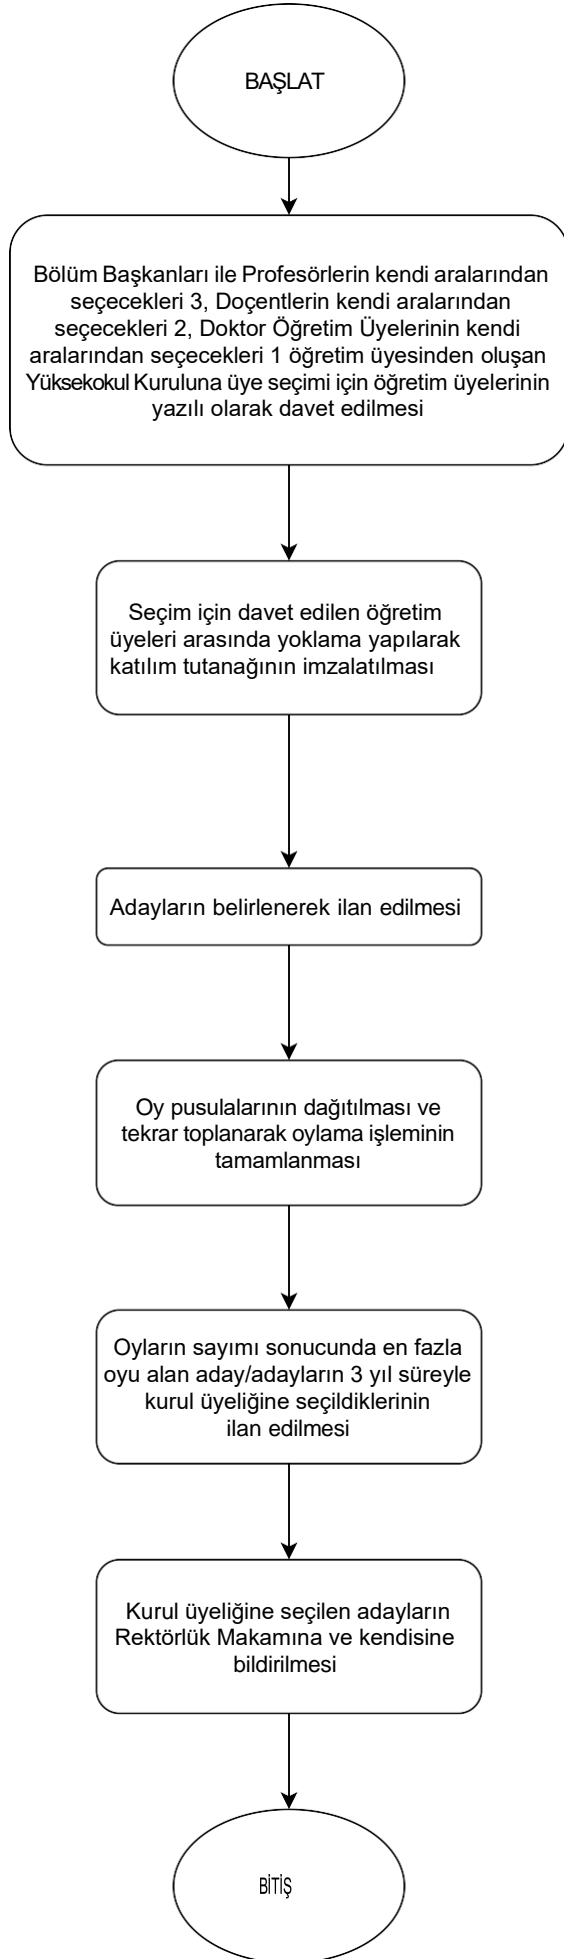 BAŞLAT
Bölüm Başkanları ile Profesörlerin kendi aralarından
seçecekleri 3, Doçentlerin kendi aralarından
seçecekleri 2, Doktor Öğretim Üyelerinin kendi
aralarından seçecekleri 1 öğretim üyesinden oluşan
Yüksekokul Kuruluna üye seçimi için öğretim üyelerinin
yazılı olarak davet edilmesi
Seçim için davet edilen öğretim
üyeleri arasında yoklama yapılarak
katılım tutanağının imzalatılması
Adayların belirlenerek ilan edilmesi
Oy pusulalarının dağıtılması ve
tekrar toplanarak oylama işleminin
tamamlanması
Oyların sayımı sonucunda en fazla
oyu alan aday/adayların 3 yıl süreyle
kurul üyeliğine seçildiklerinin
ilan edilmesi
Kurul üyeliğine seçilen adayların
Rektörlük Makamına ve kendisine
bildirilmesi
BİTİŞ